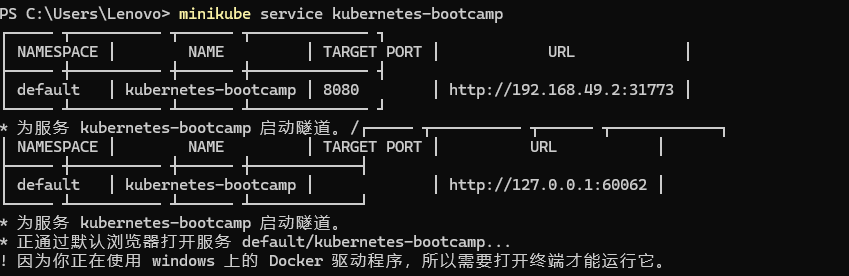 PS C:\Users\Lenovo> minikube service kubernetes-bootcamp
| NAMESPACE | NAME | TARGET PORT | URL |
| default | kubernetes-bootcamp | 8080 | http://192.168.49.2:31773 |
* 为服务 kubernetes-bootcamp 启动隧道。/
| NAMESPACE | NAME | TARGET PORT | URL |
| default | kubernetes-bootcamp | | http://127.0.0.1:60062 |
* 为服务 kubernetes-bootcamp 启动隧道。
* 正通过默认浏览器打开服务 default/kubernetes-bootcamp...
! 因为你正在使用 windows 上的 Docker 驱动程序，所以需要打开终端才能运行它。